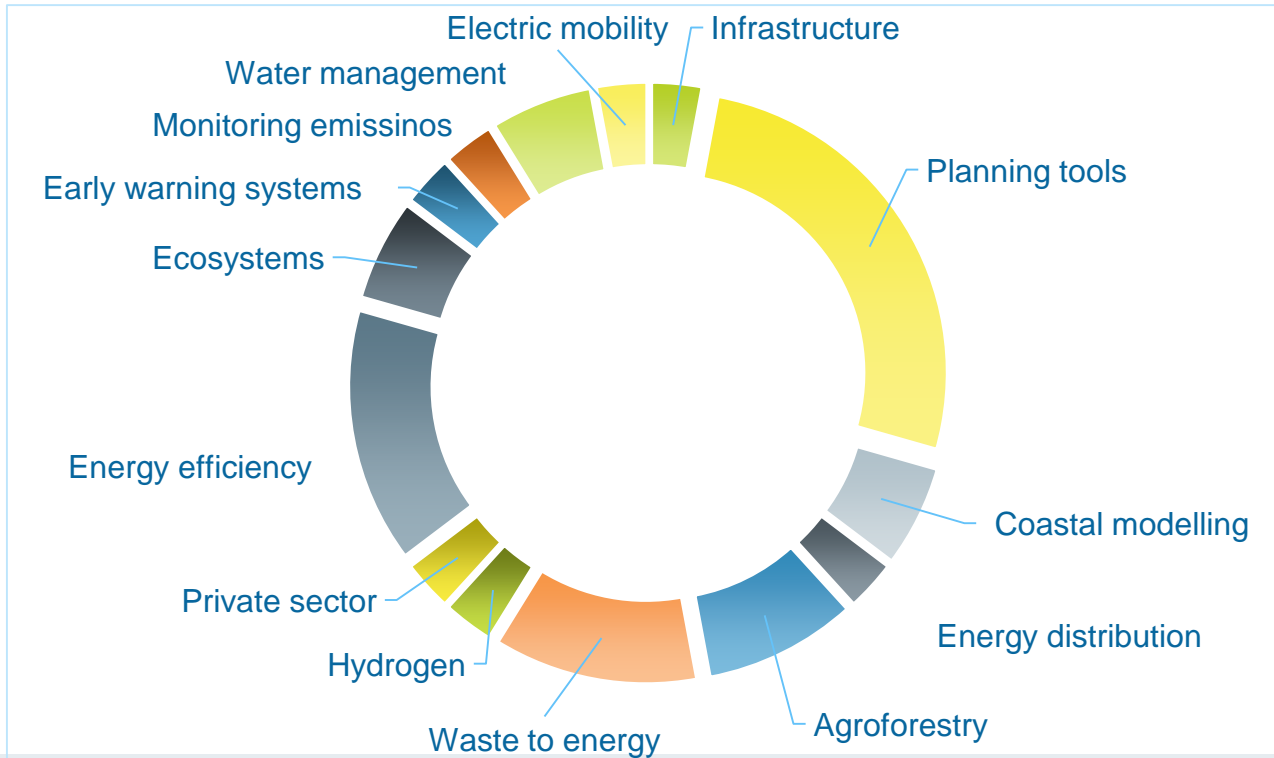 Electric mobility
Infrastructure
Water management
Monitoring emissinos
Planning tools
Early warning systems
Ecosystems
Energy efficiency
Coastal modelling
Private sector
Energy distribution
Hydrogen
Agroforestry
Waste to energy